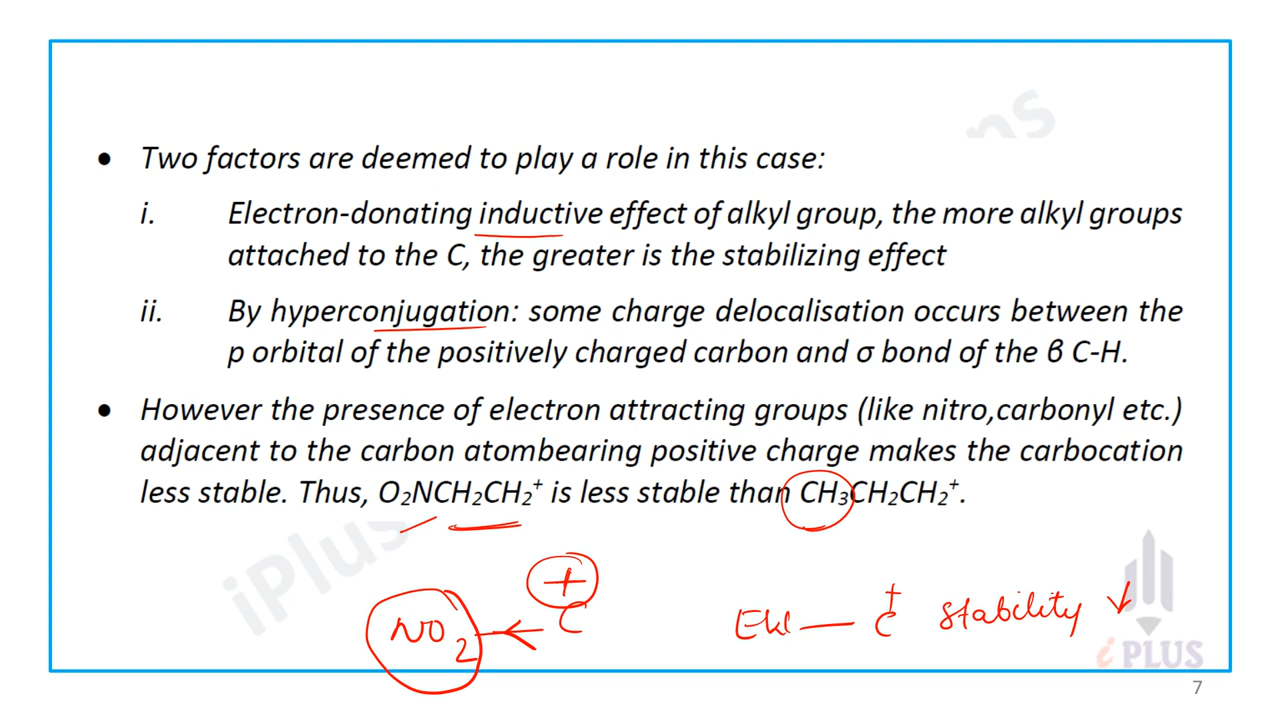 ns
● Two factors are deemed to play a role in this case:
i. Electron-donating inductive effect of alkyl group, the more alkyl groups
attached to the C, the greater is the stabilizing effect
ii. By hyperconjugation: some charge delocalisation occurs between the
p orbital of the positively charged carbon and σ bond of the β C-H.
● However the presence of electron attracting groups (like nitro,carbonyl etc.)
adjacent to the carbon atombearing positive charge makes the carbocation
less stable. Thus, O₂NCH₂CH₂⁺ is less stable than CH₃CH₂CH₂⁺.
iPlus
+
NO₂ C
+
C stability ↓
iPLUS
7